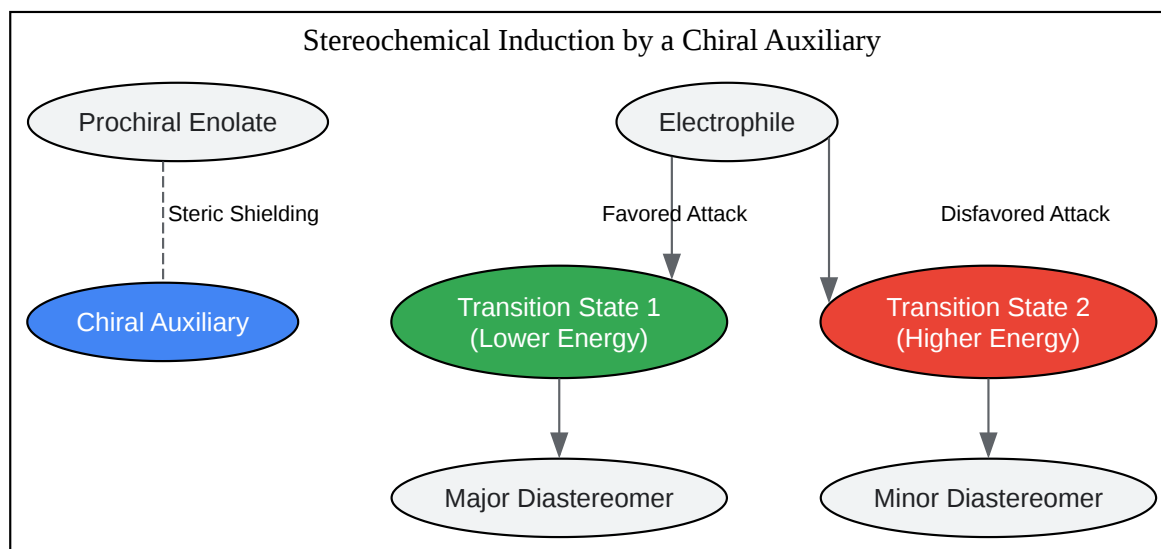 Stereochemical Induction by a Chiral Auxiliary
Prochiral Enolate
Electrophile
Steric Shielding
Favored Attack
Disfavored Attack
Chiral Auxiliary
Transition State 1
(Lower Energy)
Transition State 2
(Higher Energy)
Major Diastereomer
Minor Diastereomer